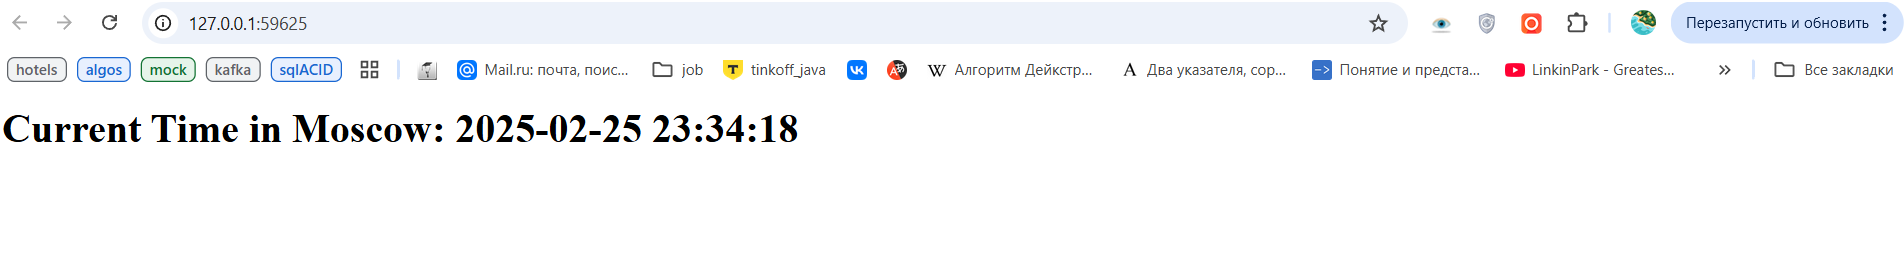 127.0.0.1:59625 Перезапустить и обновить
hotels algos mock kafka sqlACID Mail.ru: почта, поис... job tinkoff_java Алгоритм Дейкстр... Два указателя, сор... Понятие и предста... LinkinPark - Greates... Все закладки
Current Time in Moscow: 2025-02-25 23:34:18